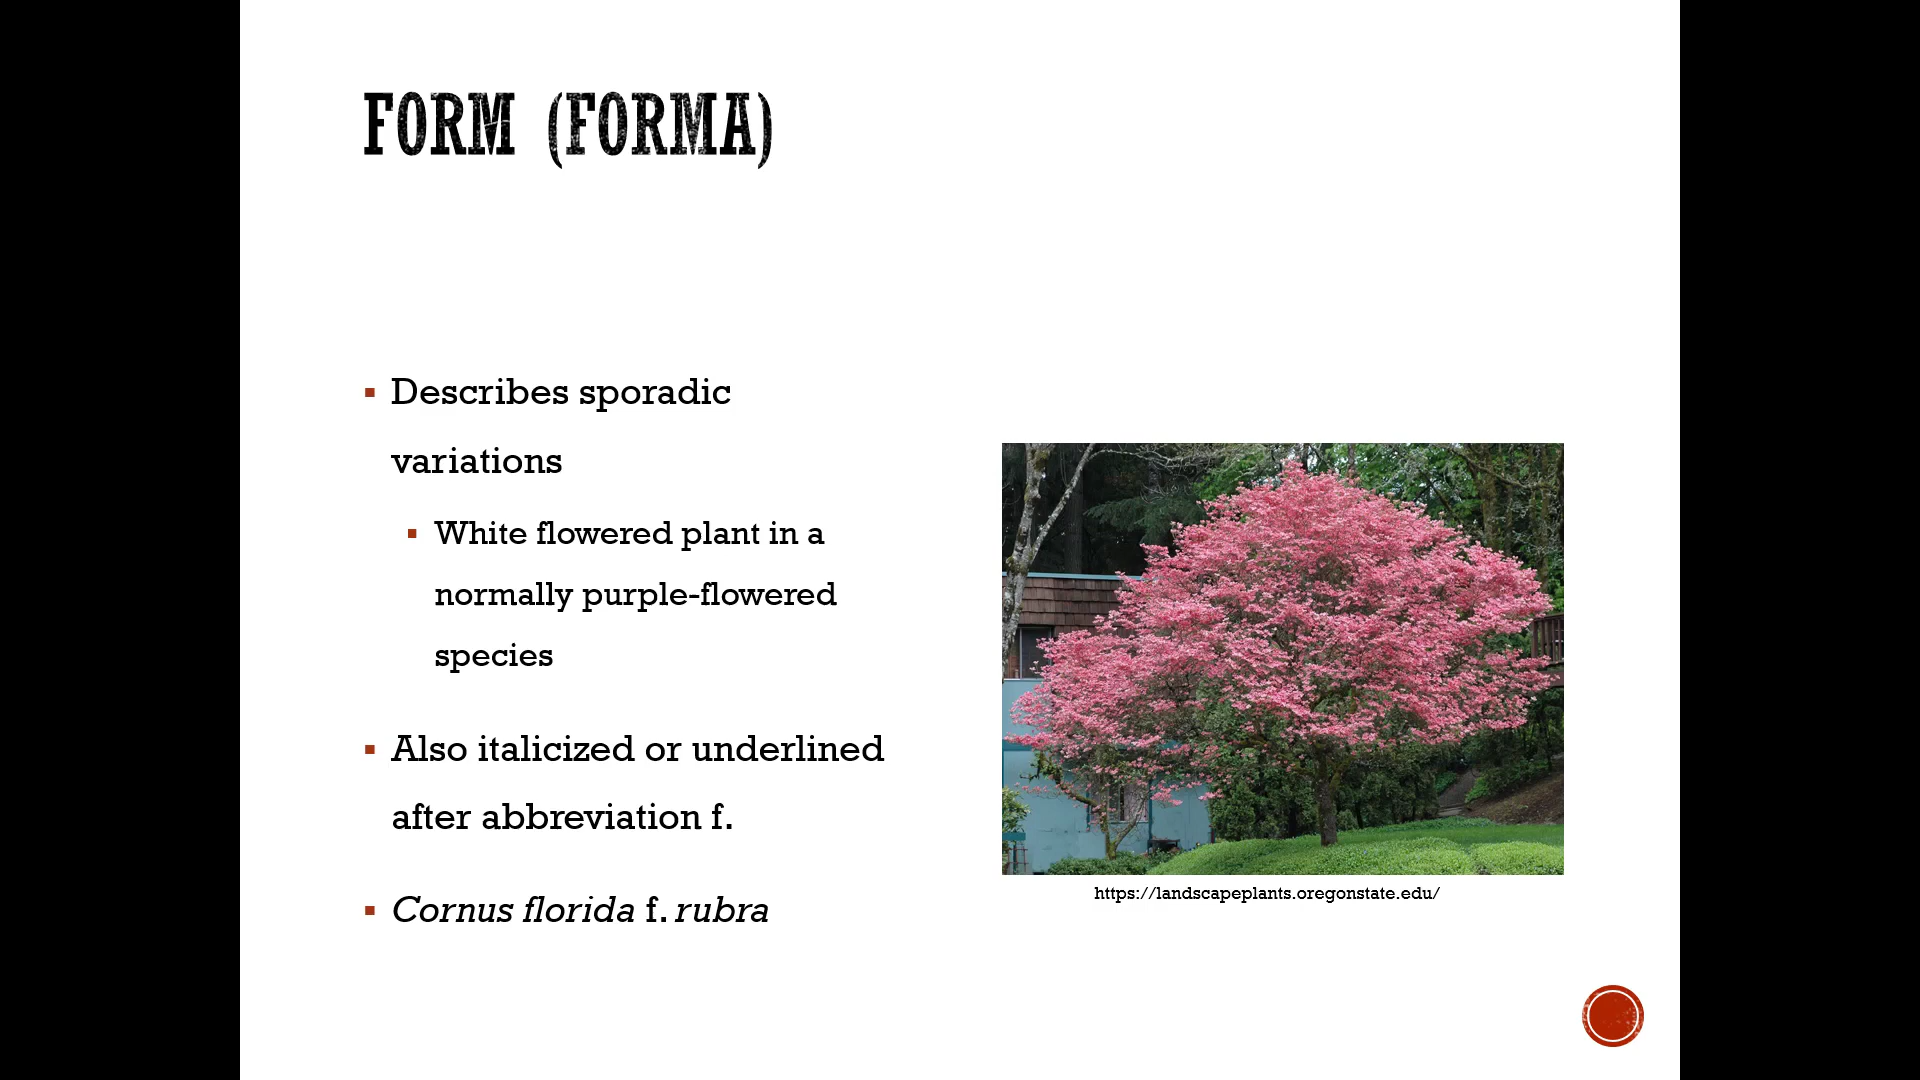 FORM (FORMA)
▪ Describes sporadic
variations
▪ White flowered plant in a
normally purple-flowered
species
▪ Also italicized or underlined
after abbreviation f.
▪ Cornus florida f. rubra
https://landscapeplants.oregonstate.edu/